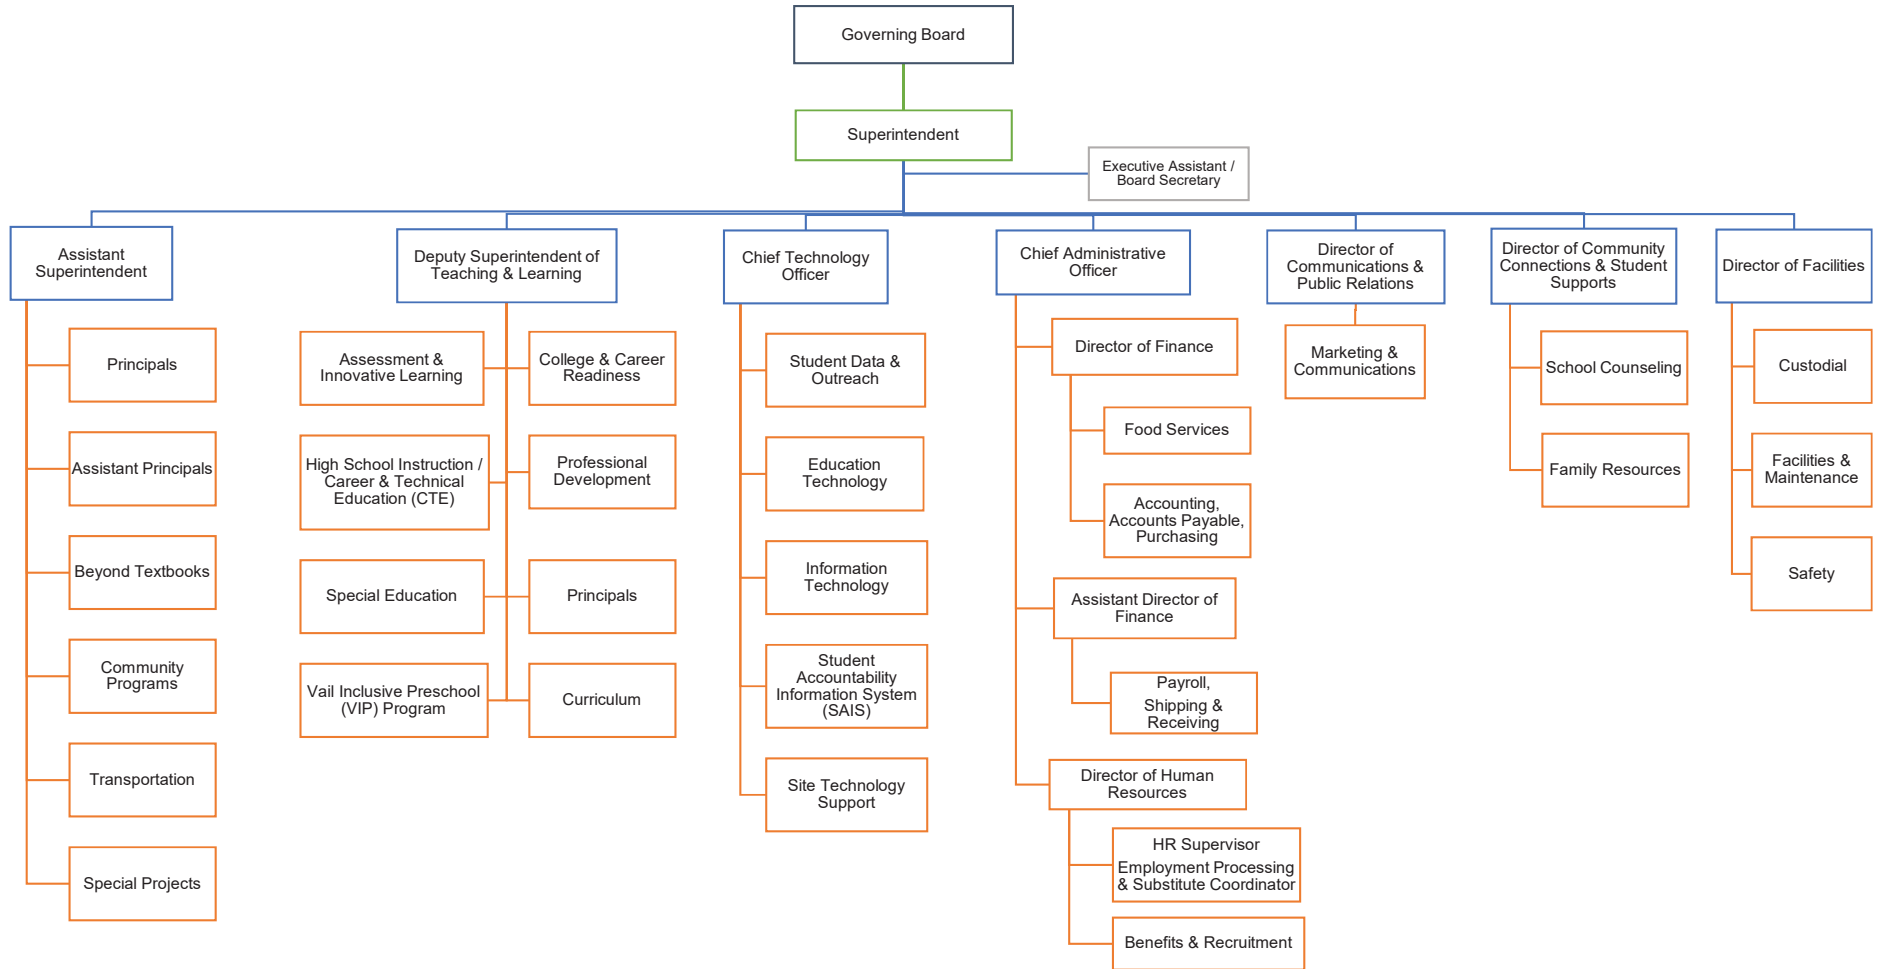 Governing Board
Superintendent
Executive Assistant /
Board Secretary
Assistant
Superintendent
Principals
Assistant Principals
Beyond Textbooks
Community
Programs
Transportation
Special Projects
Deputy Superintendent of
Teaching & Learning
Assessment &
Innovative Learning
College & Career
Readiness
High School Instruction /
Career & Technical
Education (CTE)
Professional
Development
Special Education
Principals
Vail Inclusive Preschool
(VIP) Program
Curriculum
Chief Technology
Officer
Student Data &
Outreach
Education
Technology
Information
Technology
Student
Accountability
Information System
(SAIS)
Site Technology
Support
Chief Administrative
Officer
Director of Finance
Food Services
Accounting,
Accounts Payable,
Purchasing
Assistant Director of
Finance
Payroll,
Shipping &
Receiving
Director of Human
Resources
HR Supervisor
Employment Processing
& Substitute Coordinator
Benefits & Recruitment
Director of
Communications &
Public Relations
Marketing &
Communications
Director of Community
Connections & Student
Supports
School Counseling
Family Resources
Director of Facilities
Custodial
Facilities &
Maintenance
Safety